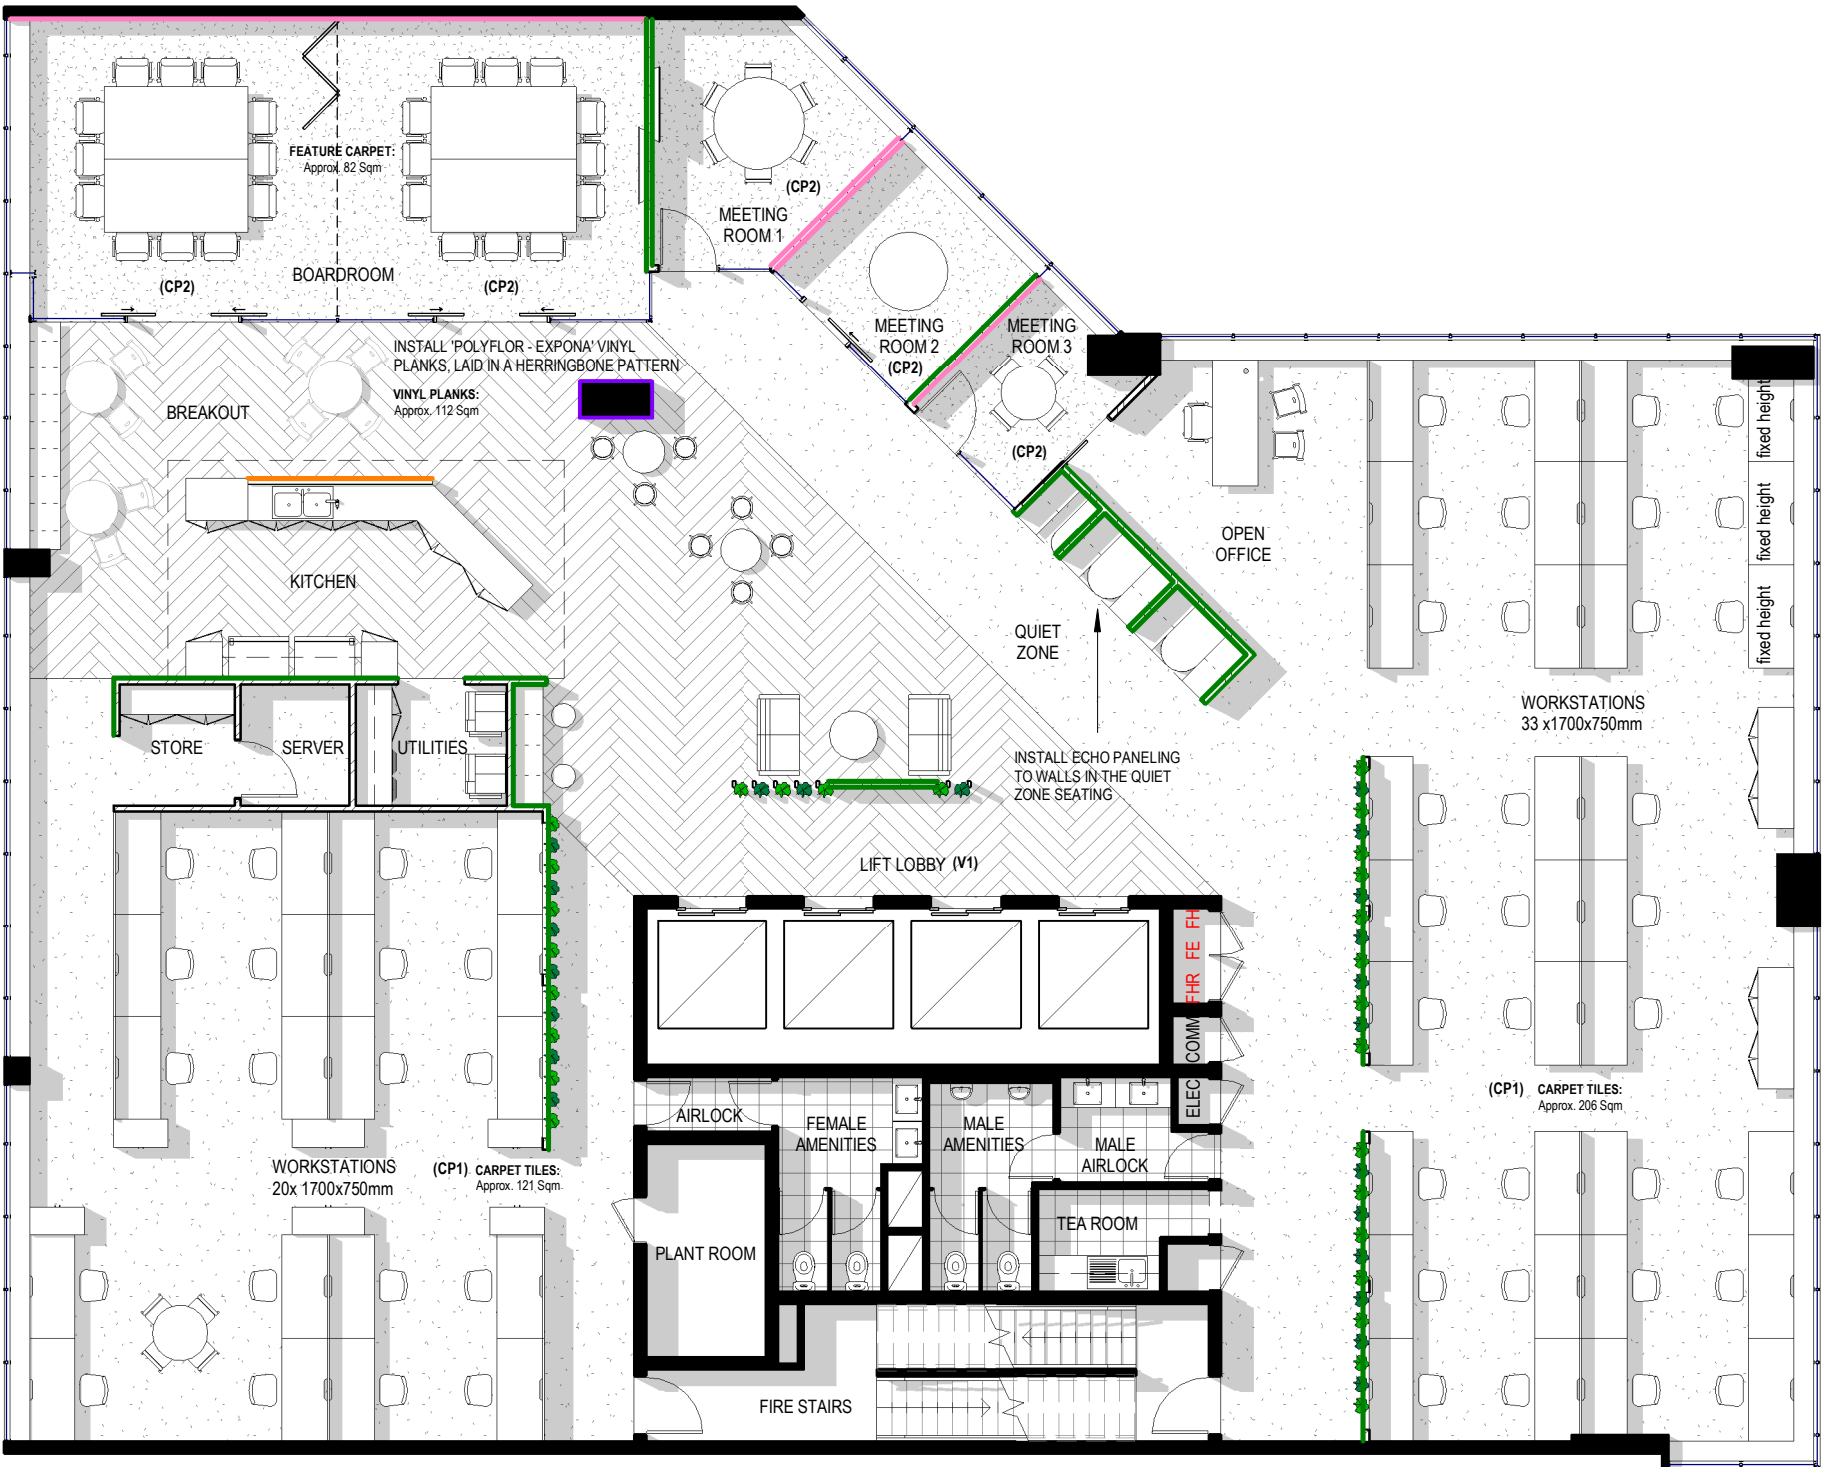 FEATURE CARPET:
Approx. 82 Sqm
(CP2)
BOARDROOM
(CP2)
(CP2)
MEETING
ROOM 1
MEETING
ROOM 2
(CP2)
MEETING
ROOM 3
(CP2)
INSTALL 'POLYFLOR - EXPONA' VINYL
PLANKS, LAID IN A HERRINGBONE PATTERN
VINYL PLANKS:
Approx. 112 Sqm
BREAKOUT
KITCHEN
OPEN
OFFICE
fixed height
fixed height
fixed height
QUIET
ZONE
WORKSTATIONS
33 x1700x750mm
STORE
SERVER
UTILITIES
INSTALL ECHO PANELING
TO WALLS IN THE QUIET
ZONE SEATING
LIFT LOBBY (V1)
FHR FE FH
COMM
ELEC
(CP1) CARPET TILES:
Approx. 206 Sqm
AIRLOCK
FEMALE
AMENITIES
MALE
AMENITIES
MALE
AIRLOCK
WORKSTATIONS
20x 1700x750mm
(CP1) CARPET TILES:
Approx. 121 Sqm
PLANT ROOM
TEA ROOM
FIRE STAIRS